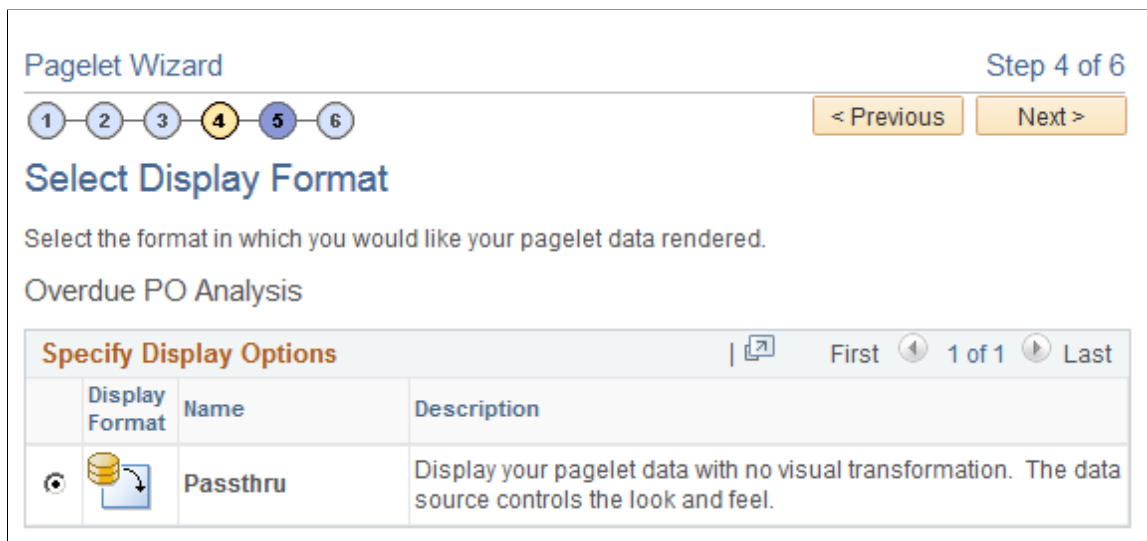 Pagelet Wizard Step 4 of 6
1 2 3 4 5 6 < Previous Next >
Select Display Format
Select the format in which you would like your pagelet data rendered.
Overdue PO Analysis
Specify Display Options | First 1 of 1 Last
Display Format Name Description
Passthru Display your pagelet data with no visual transformation. The data
source controls the look and feel.